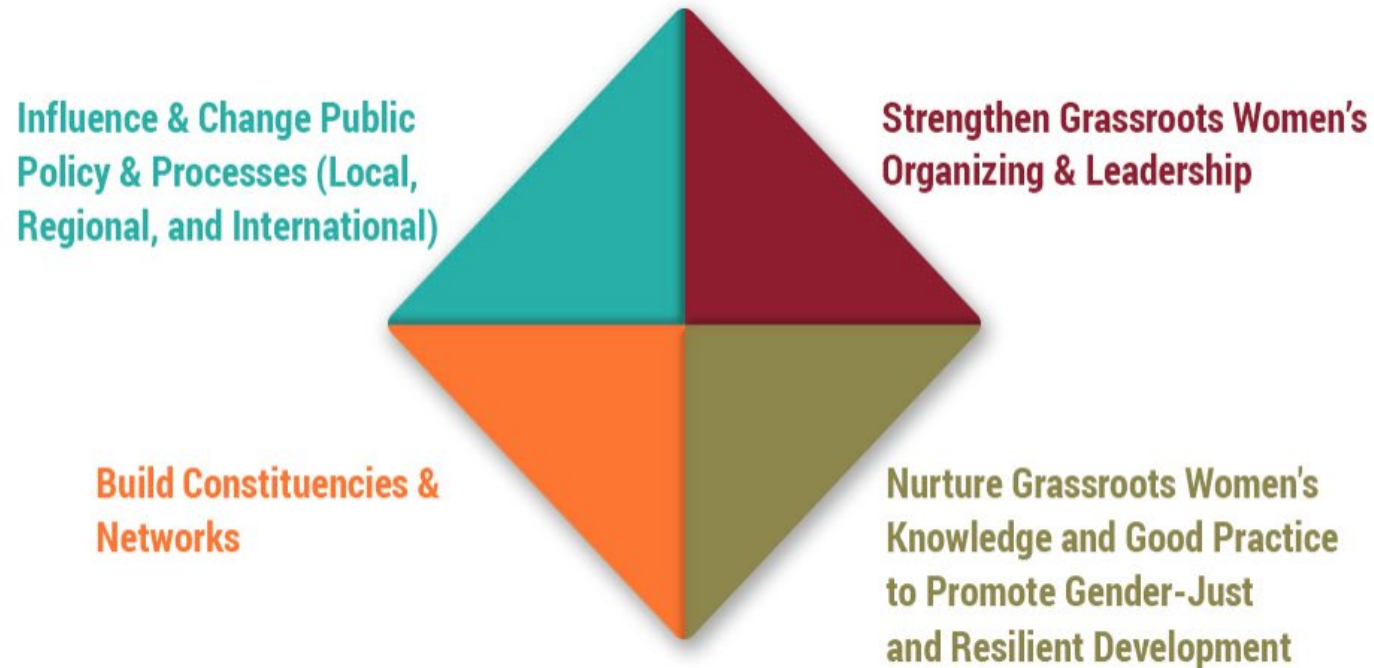 Influence & Change Public
Policy & Processes (Local,
Regional, and International)
Strengthen Grassroots Women's
Organizing & Leadership
Build Constituencies &
Networks
Nurture Grassroots Women's
Knowledge and Good Practice
to Promote Gender-Just
and Resilient Development